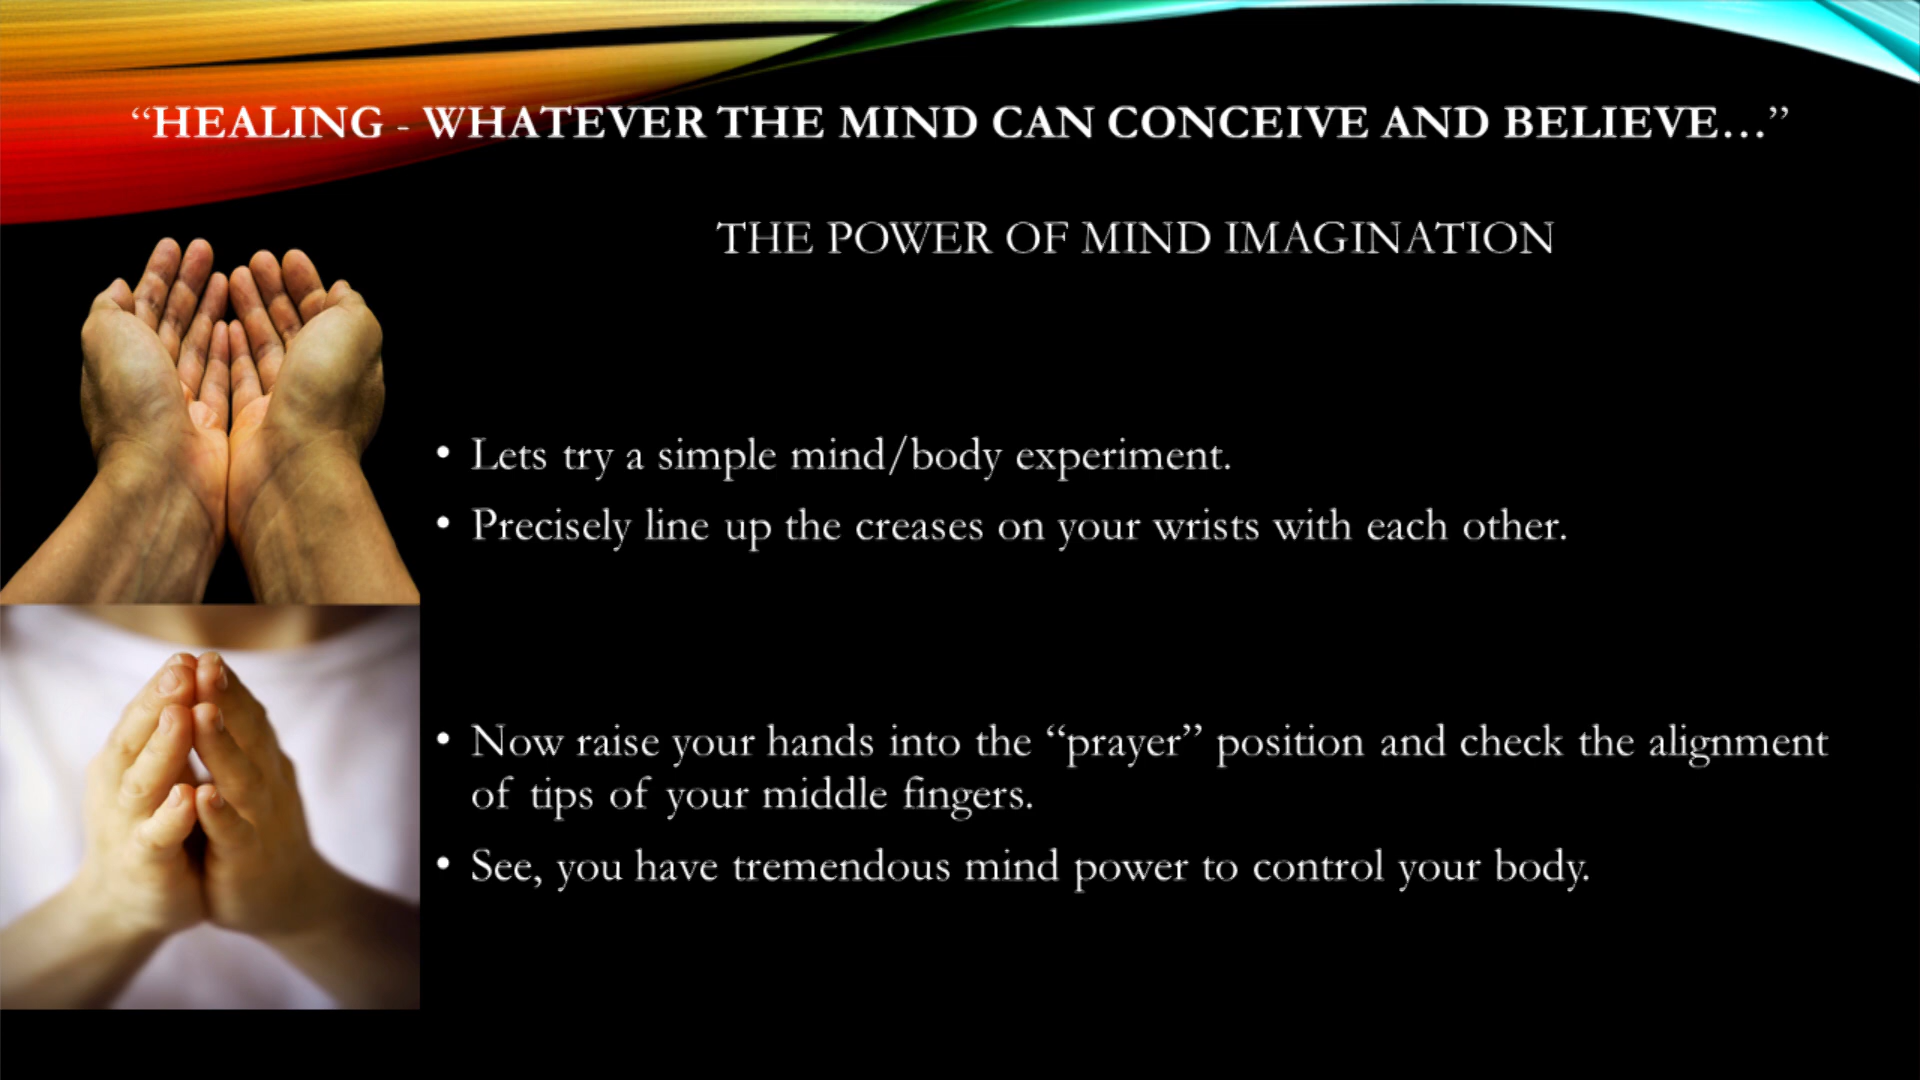 “HEALING - WHATEVER THE MIND CAN CONCEIVE AND BELIEVE…”
THE POWER OF MIND IMAGINATION
• Lets try a simple mind/body experiment.
• Precisely line up the creases on your wrists with each other.
• Now raise your hands into the “prayer” position and check the alignment
of tips of your middle fingers.
• See, you have tremendous mind power to control your body.